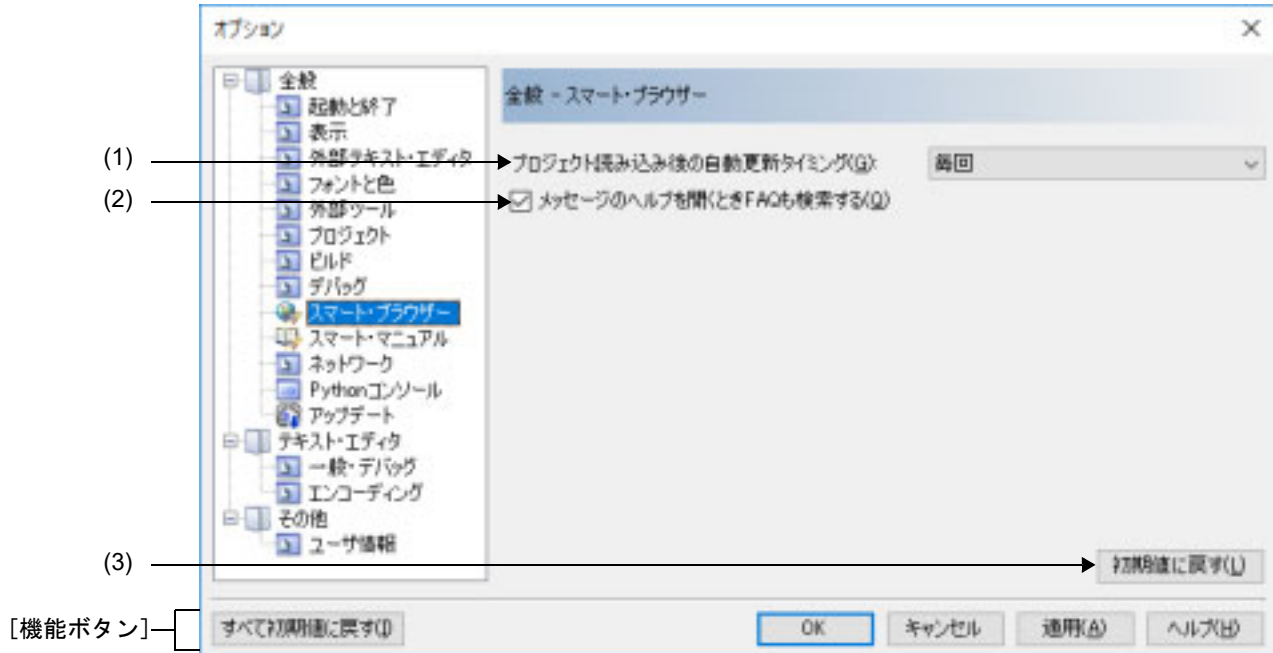 オプション
全般
起動と終了
表示
外部テキスト・エディタ
フォントと色
外部ツール
プロジェクト
ビルド
デバッグ
スマート・ブラウザー
スマート・マニュアル
ネットワーク
Pythonコンソール
アップデート
テキスト・エディタ
一般・デバッグ
エンコーディング
その他
ユーザ情報
全般 - スマート・ブラウザー
(1)
プロジェクト読み込み後の自動更新タイミング(G):
毎回
(2)
メッセージのヘルプを開くときFAQも検索する(Q)
(3)
初期値に戻す(L)
[機能ボタン]
すべて初期値に戻す(I)
OK
キャンセル
適用(A)
ヘルプ(H)